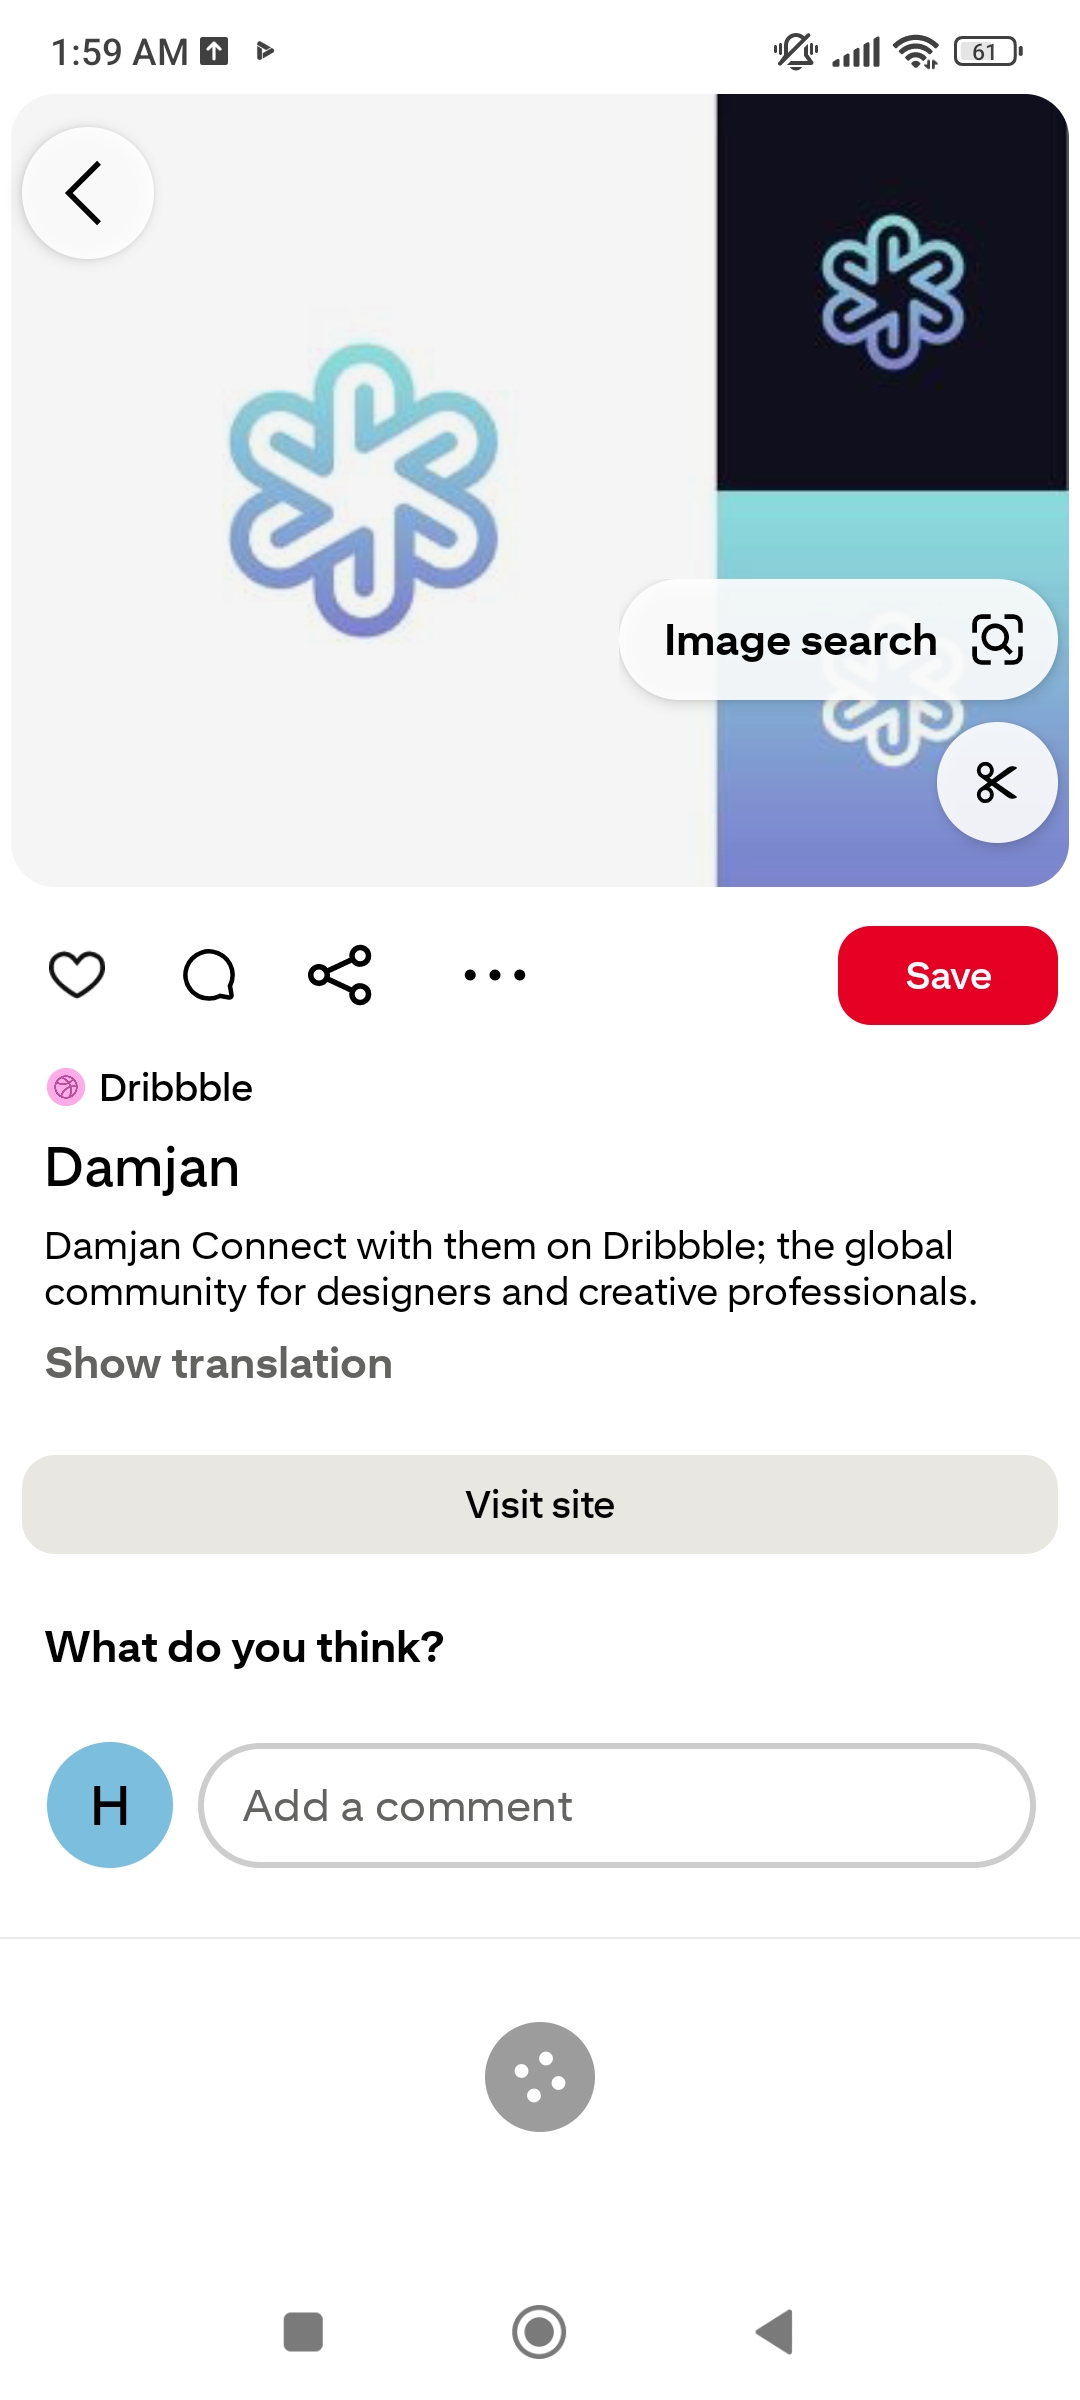 1:59 AM
61
Image search
Save
Dribbble
Damjan
Damjan Connect with them on Dribbble; the global
community for designers and creative professionals.
Show translation
Visit site
What do you think?
H
Add a comment